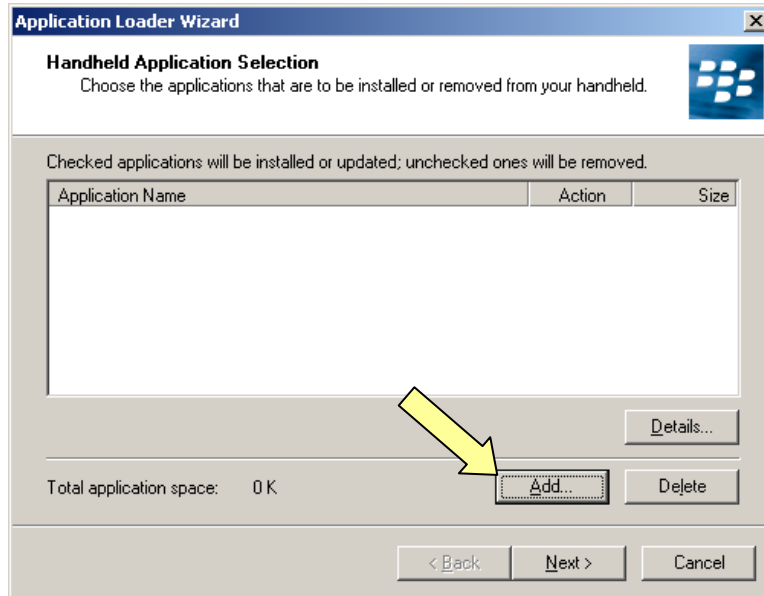 Application Loader Wizard
Handheld Application Selection
Choose the applications that are to be installed or removed from your handheld.
Checked applications will be installed or updated; unchecked ones will be removed.
Application Name Action Size
Details...
Total application space: 0 K Add... Delete
< Back Next > Cancel